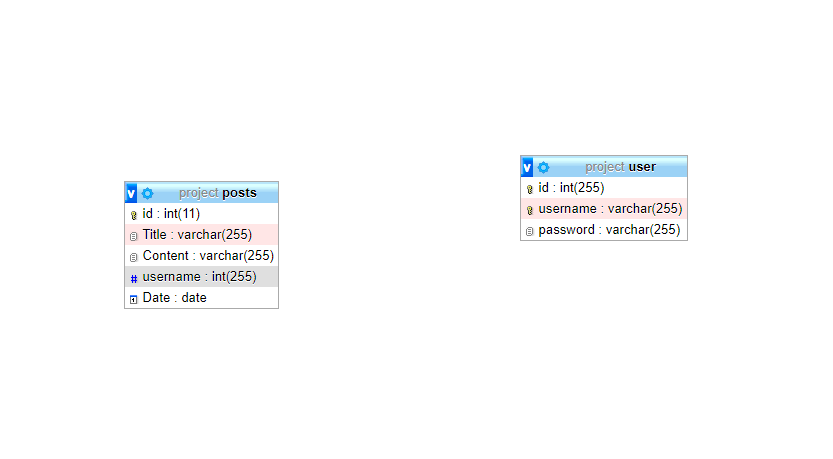 v project posts
id : int(11)
Title : varchar(255)
Content : varchar(255)
# username : int(255)
Date : date
v project user
id : int(255)
username : varchar(255)
password : varchar(255)